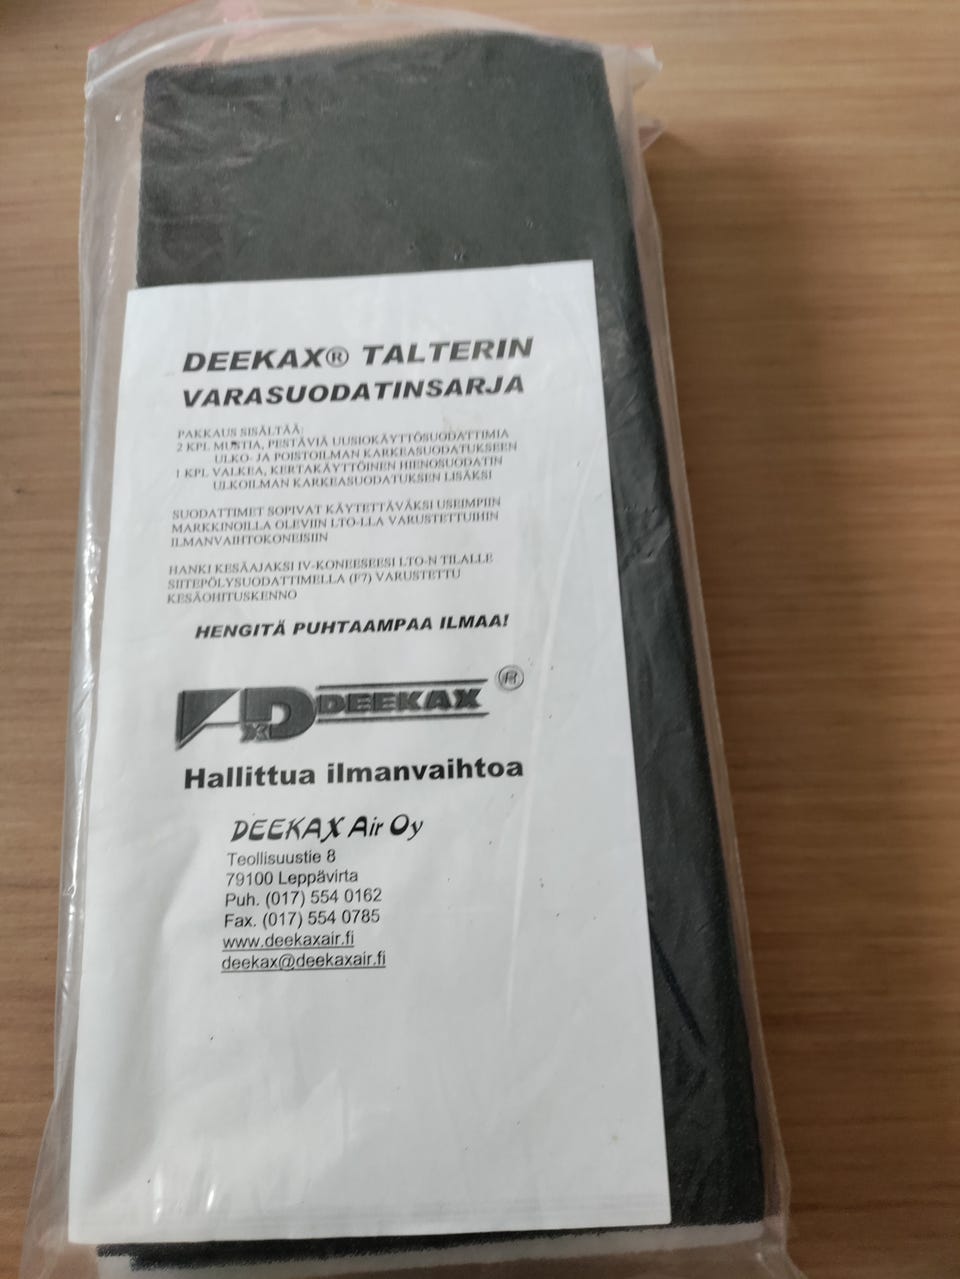 DEEKAX® TALTERIN
VARASUODATINSARJA
PAKKAUS SISÄLTÄÄ:
2 KPL MUSTIA, PESTÄVIÄ UUSIOKÄYTTÖSUODATTIMIA
ULKO- JA POISTOILMAN KARKEASUODATUKSEEN
1 KPL VALKEA, KERTAKÄYTTÖINEN HIENOSUODATIN
ULKOILMAN KARKEASUODATUKSEN LISÄKSI
SUODATTIMET SOPIVAT KÄYTETTÄVÄKSI USEIMPIIN
MARKKINOILLA OLEVIIN LTO-LLA VARUSTETTUIHIN
ILMANVAIHTOKONEISIIN
HANKI KESÄAJAKSI IV-KONEESEESI LTO-N TILALLE
SIITEPÖLYSUODATTIMELLA (F7) VARUSTETTU
KESÄOHITUSKENNO
HENGITÄ PUHTAAMPAA ILMAA!
DXD DEEKAX ®
Hallittua ilmanvaihtoa
DEEKAX Air Oy
Teollisuustie 8
79100 Leppävirta
Puh. (017) 554 0162
Fax. (017) 554 0785
www.deekaxair.fi
deekax@deekaxair.fi